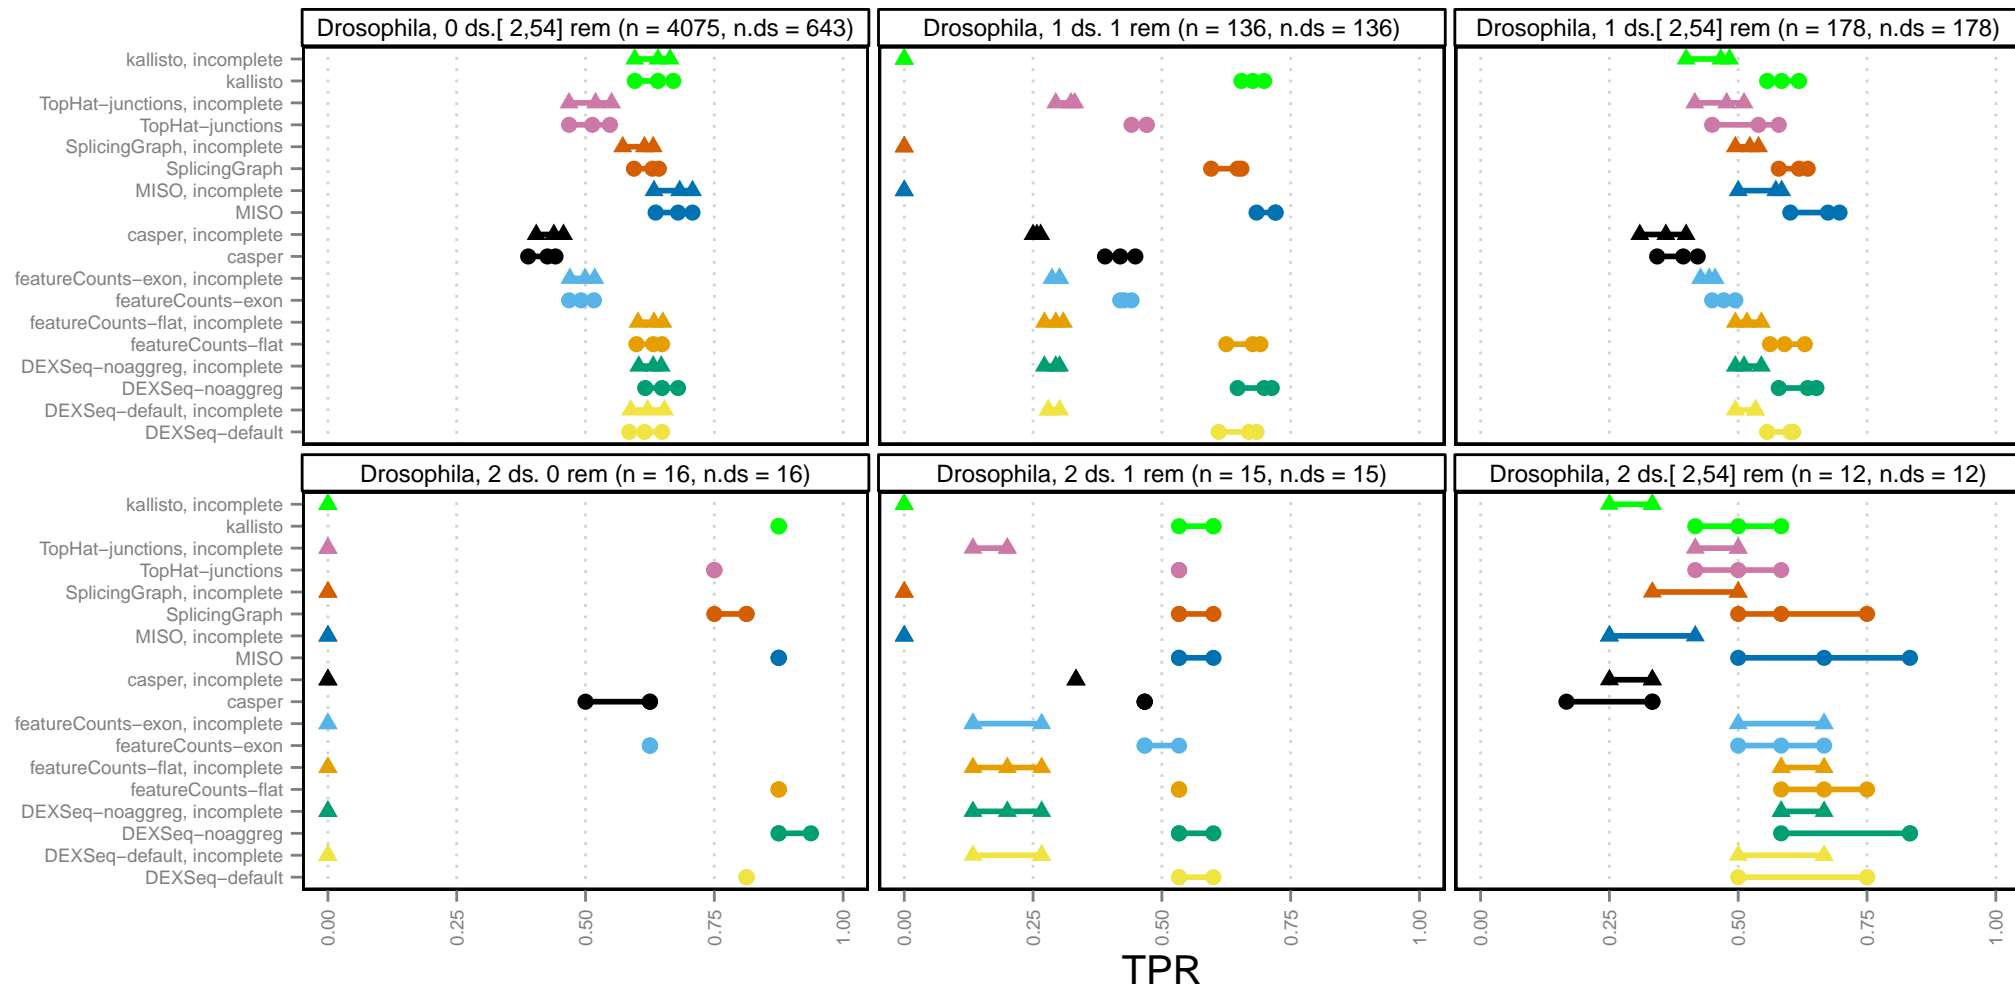 Drosophila, 0 ds.[ 2,54] rem (n = 4075, n.ds = 643)
Drosophila, 1 ds. 1 rem (n = 136, n.ds = 136)
Drosophila, 1 ds.[ 2,54] rem (n = 178, n.ds = 178)
kallisto, incomplete
kallisto
TopHat−junctions, incomplete
TopHat−junctions
SplicingGraph, incomplete
SplicingGraph
MISO, incomplete
MISO
casper, incomplete
casper
featureCounts−exon, incomplete
featureCounts−exon
featureCounts−flat, incomplete
featureCounts−flat
DEXSeq−noaggreg, incomplete
DEXSeq−noaggreg
DEXSeq−default, incomplete
DEXSeq−default
Drosophila, 2 ds. 0 rem (n = 16, n.ds = 16)
Drosophila, 2 ds. 1 rem (n = 15, n.ds = 15)
Drosophila, 2 ds.[ 2,54] rem (n = 12, n.ds = 12)
kallisto, incomplete
kallisto
TopHat−junctions, incomplete
TopHat−junctions
SplicingGraph, incomplete
SplicingGraph
MISO, incomplete
MISO
casper, incomplete
casper
featureCounts−exon, incomplete
featureCounts−exon
featureCounts−flat, incomplete
featureCounts−flat
DEXSeq−noaggreg, incomplete
DEXSeq−noaggreg
DEXSeq−default, incomplete
DEXSeq−default
0.00
0.25
0.50
0.75
1.00
0.00
0.25
0.50
0.75
1.00
0.00
0.25
0.50
0.75
1.00
TPR